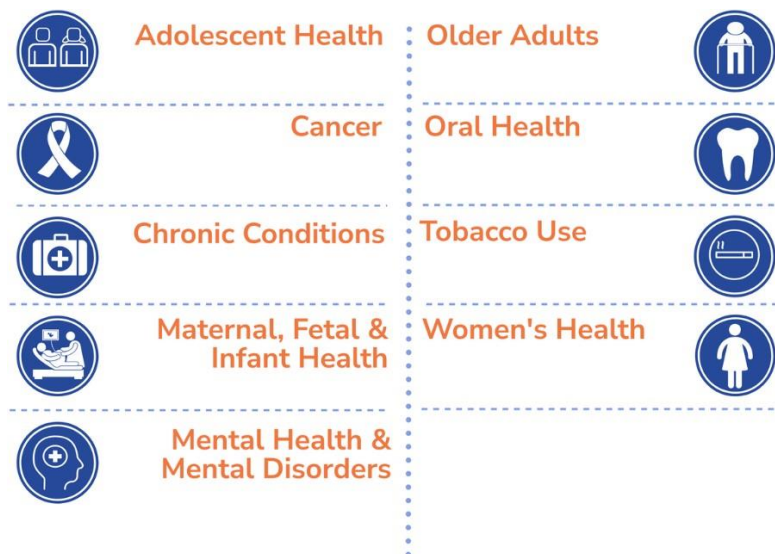 Adolescent Health
Cancer
Chronic Conditions
Maternal, Fetal &
Infant Health
Mental Health &
Mental Disorders
Older Adults
Oral Health
Tobacco Use
Women's Health